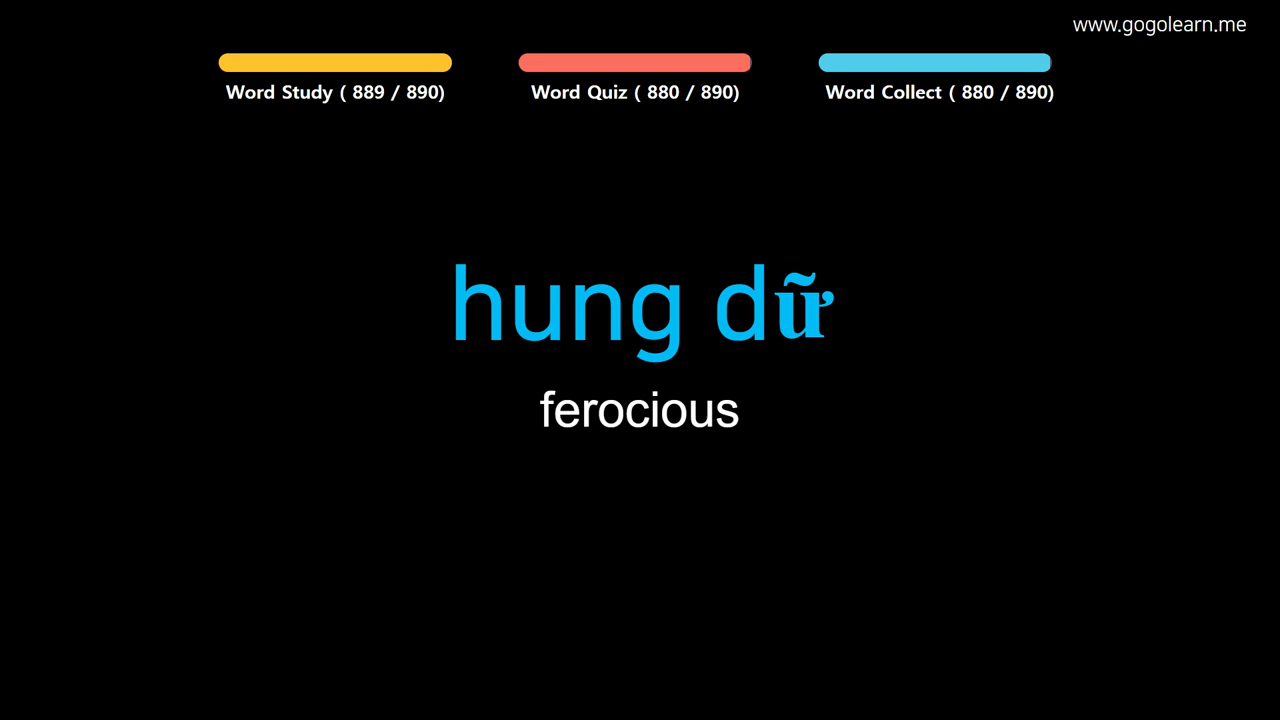 www.gogolearn.me
Word Study ( 889 / 890)
Word Quiz ( 880 / 890)
Word Collect ( 880 / 890)
hung dữ
ferocious